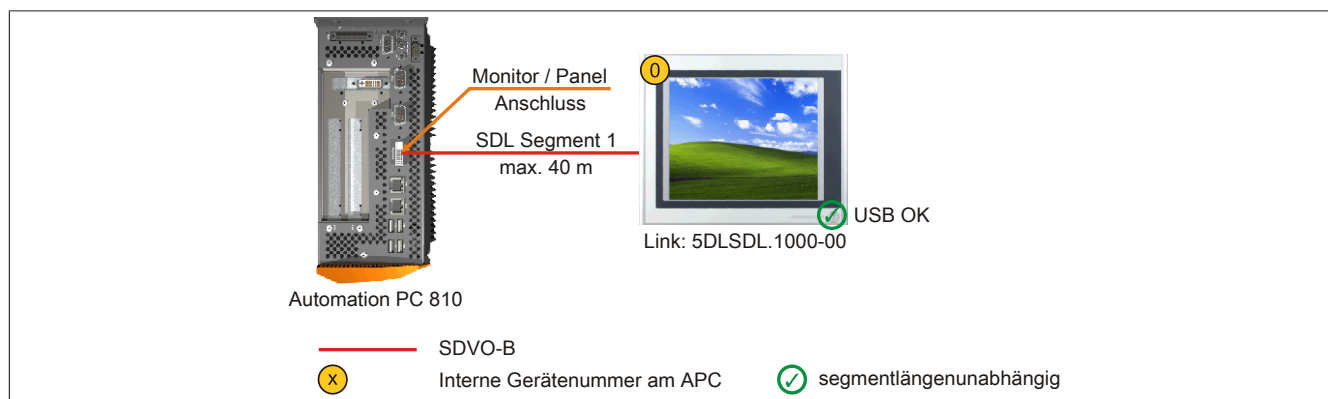 0
Monitor / Panel
Anschluss
SDL Segment 1
max. 40 m
USB OK
Link: 5DLSDL.1000-00
Automation PC 810
SDVO-B
x
Interne Gerätenummer am APC
segmentlängenunabhängig